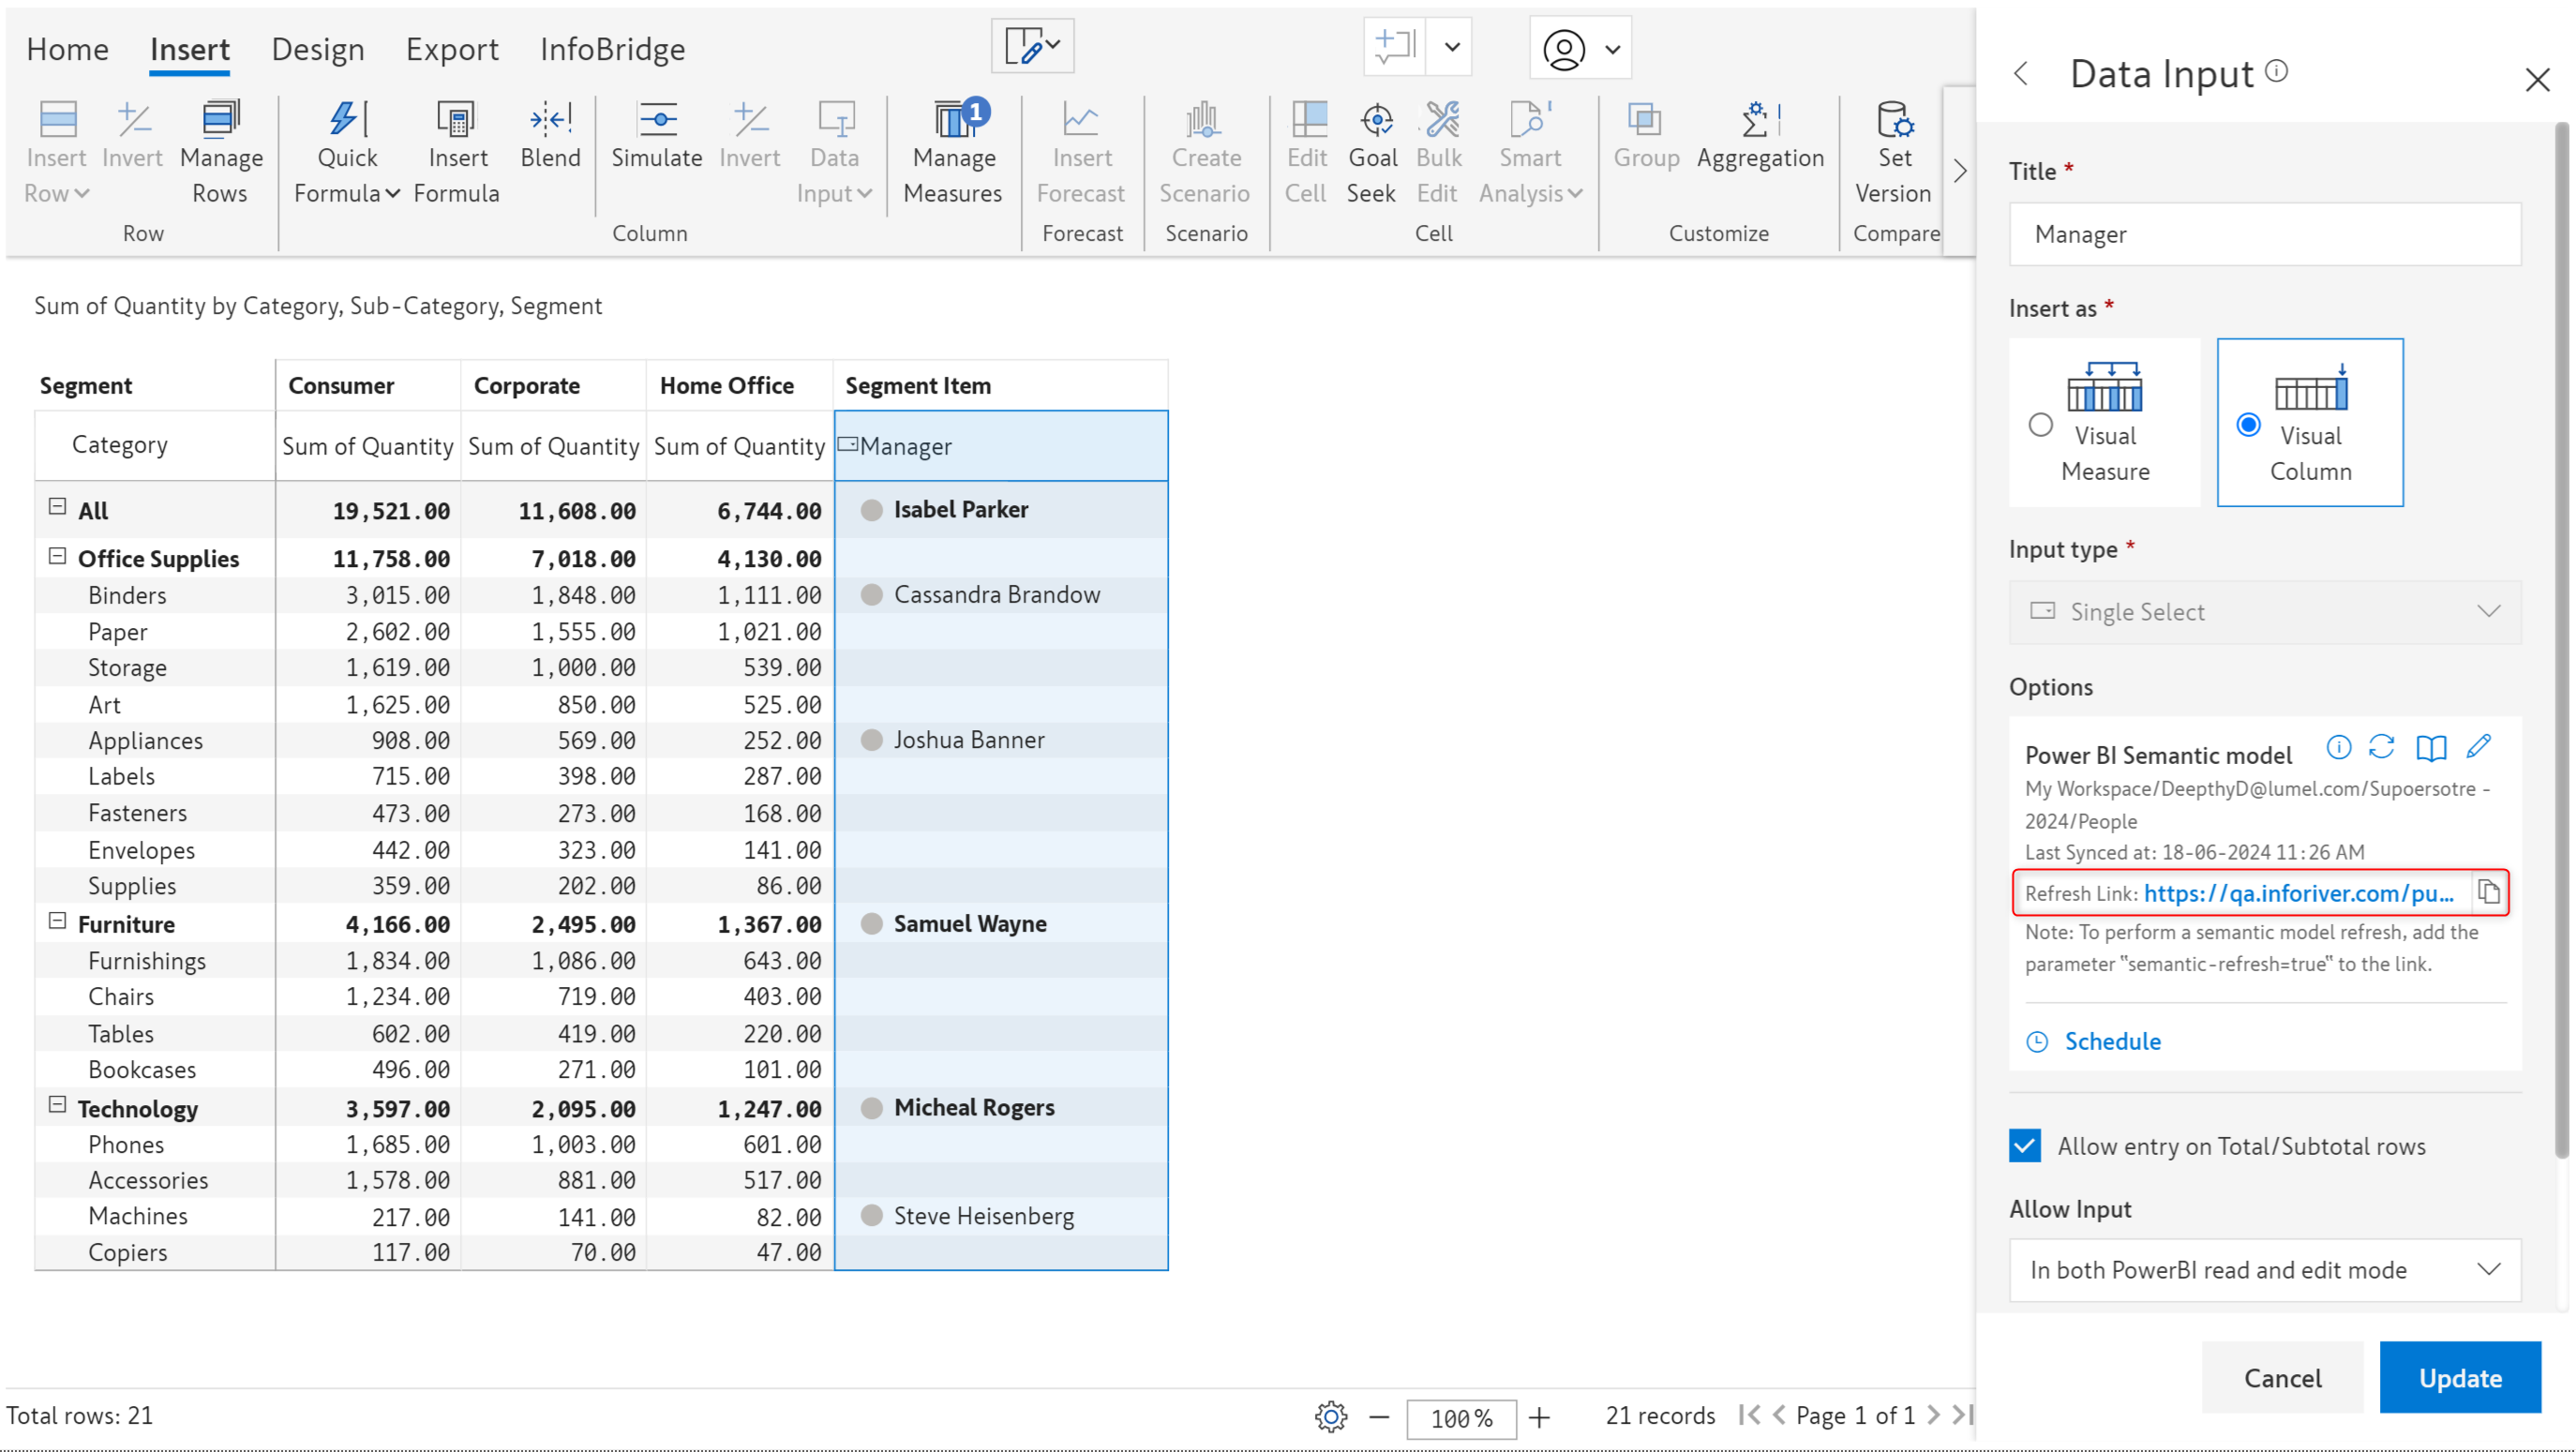 Home Insert Design Export InfoBridge
Insert Row Invert Manage Rows Quick Formula Insert Formula Blend Simulate Invert Data Input Manage Measures 1 Insert Forecast Create Scenario Edit Cell Goal Seek Bulk Edit Smart Analysis Group Aggregation Set Version
Row Column Forecast Scenario Cell Customize Compare
Sum of Quantity by Category, Sub-Category, Segment
Segment Consumer Corporate Home Office Segment Item
Category Sum of Quantity Sum of Quantity Sum of Quantity Manager
All 19,521.00 11,608.00 6,744.00 Isabel Parker
Office Supplies 11,758.00 7,018.00 4,130.00
Binders 3,015.00 1,848.00 1,111.00 Cassandra Brandow
Paper 2,602.00 1,555.00 1,021.00
Storage 1,619.00 1,000.00 539.00
Art 1,625.00 850.00 525.00
Appliances 908.00 569.00 252.00 Joshua Banner
Labels 715.00 398.00 287.00
Fasteners 473.00 273.00 168.00
Envelopes 442.00 323.00 141.00
Supplies 359.00 202.00 86.00
Furniture 4,166.00 2,495.00 1,367.00 Samuel Wayne
Furnishings 1,834.00 1,086.00 643.00
Chairs 1,234.00 719.00 403.00
Tables 602.00 419.00 220.00
Bookcases 496.00 271.00 101.00
Technology 3,597.00 2,095.00 1,247.00 Micheal Rogers
Phones 1,685.00 1,003.00 601.00
Accessories 1,578.00 881.00 517.00
Machines 217.00 141.00 82.00 Steve Heisenberg
Copiers 117.00 70.00 47.00
Total rows: 21
100%
21 records Page 1 of 1
Data Input
Title *
Manager
Insert as *
Visual Measure
Visual Column
Input type *
Single Select
Options
Power BI Semantic model
My Workspace/DeepthyD@lumel.com/Supoersotre -
2024/People
Last Synced at: 18-06-2024 11:26 AM
Refresh Link: https://qa.inforiver.com/pu...
Note: To perform a semantic model refresh, add the
parameter "semantic-refresh=true" to the link.
Schedule
Allow entry on Total/Subtotal rows
Allow Input
In both PowerBI read and edit mode
Cancel Update